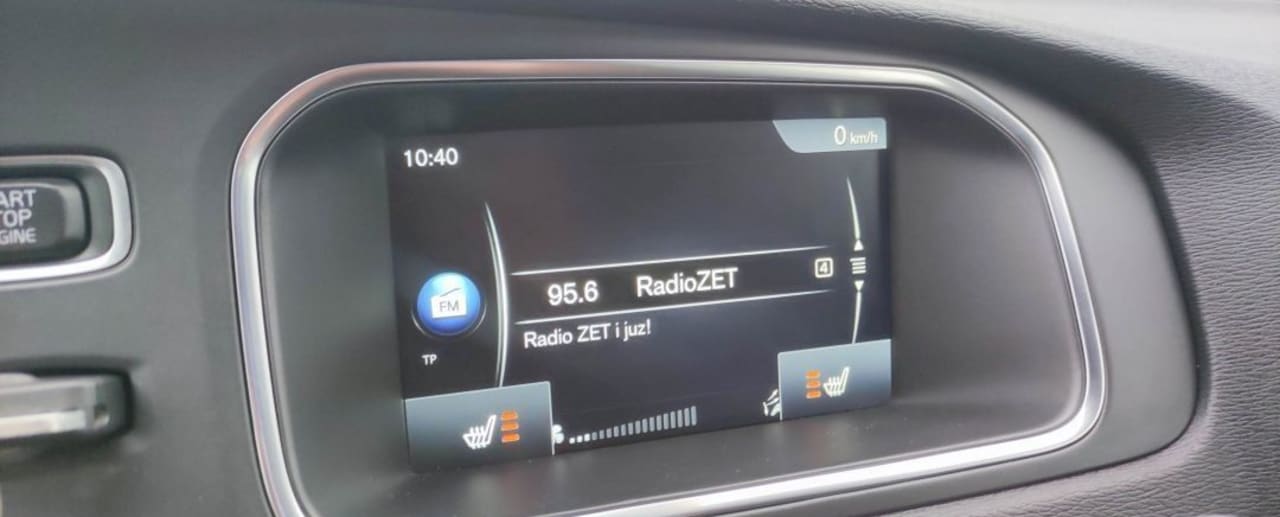 ART
TOP
GINE
10:40
0 km/h
FM
95.6 RadioZET 4
Radio ZET i juz!
TP